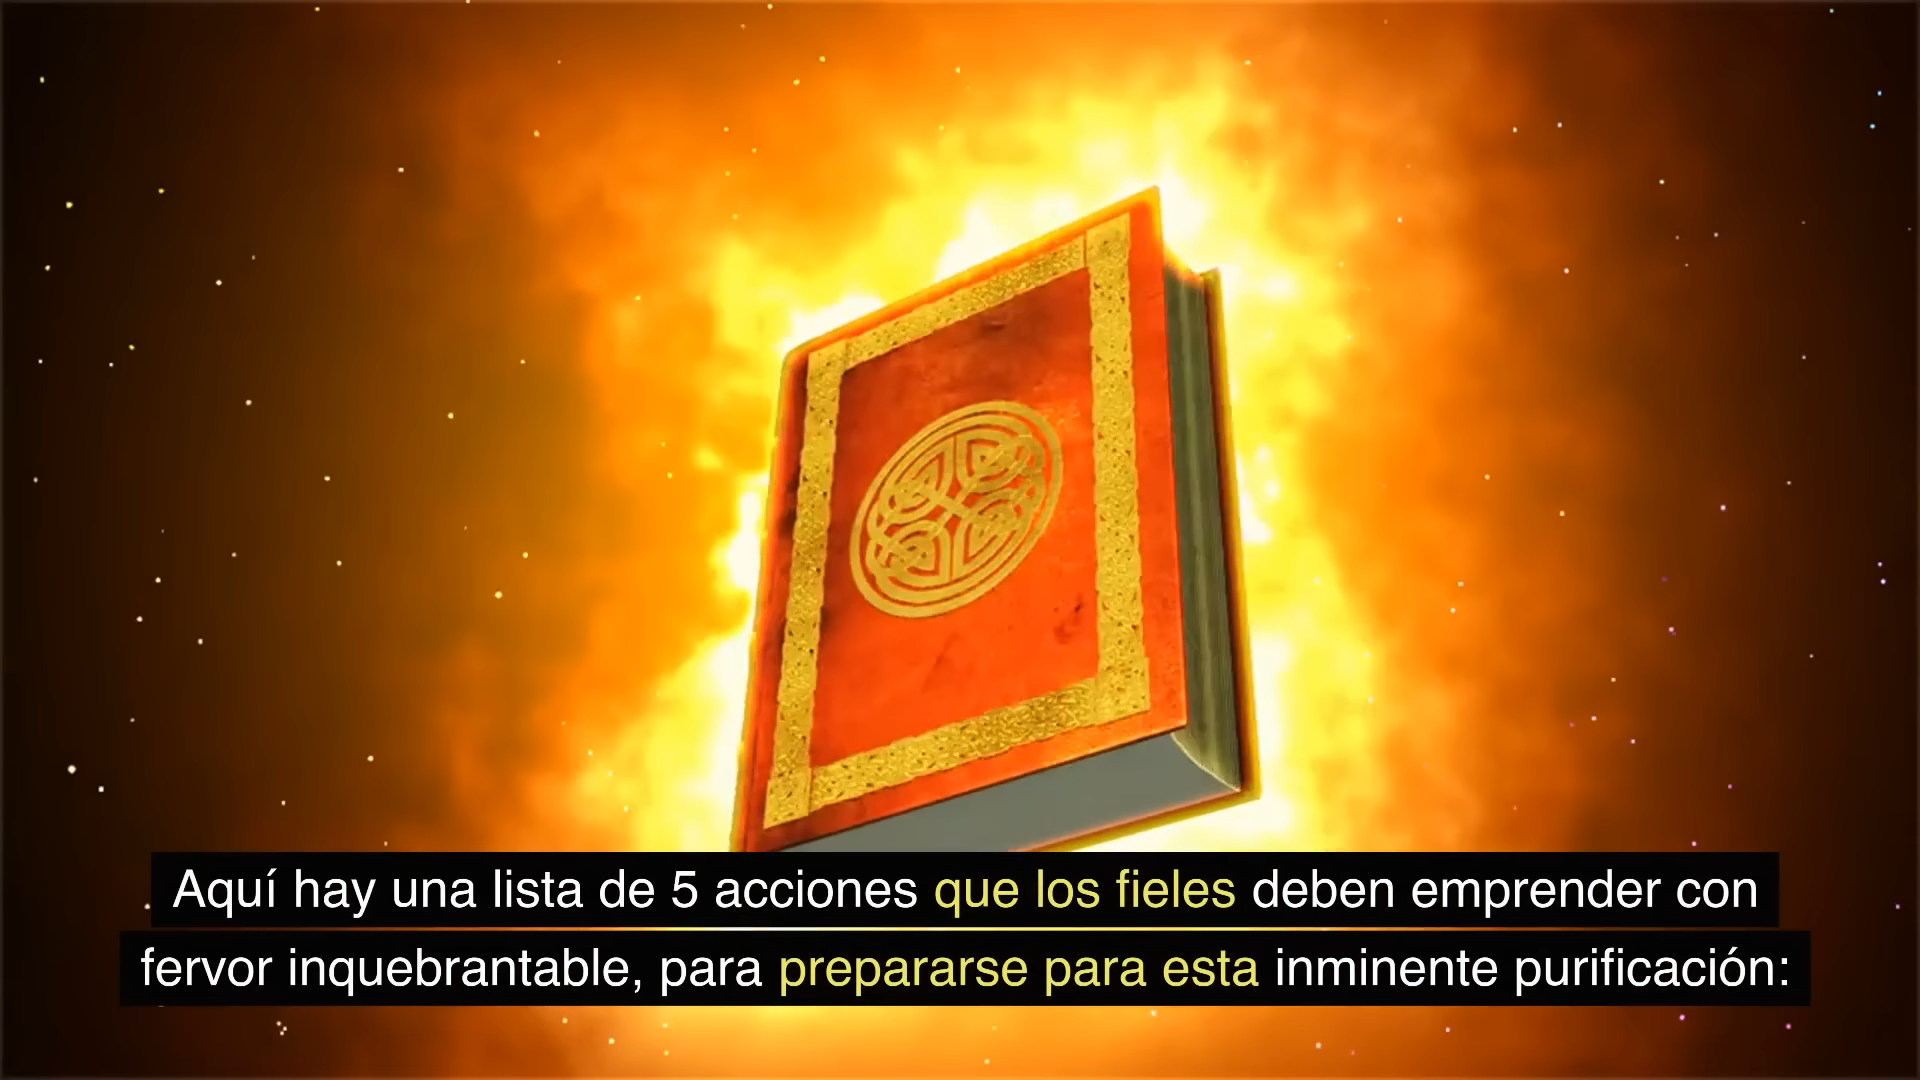 Aquí hay una lista de 5 acciones que los fieles deben emprender con
fervor inquebrantable, para prepararse para esta inminente purificación: